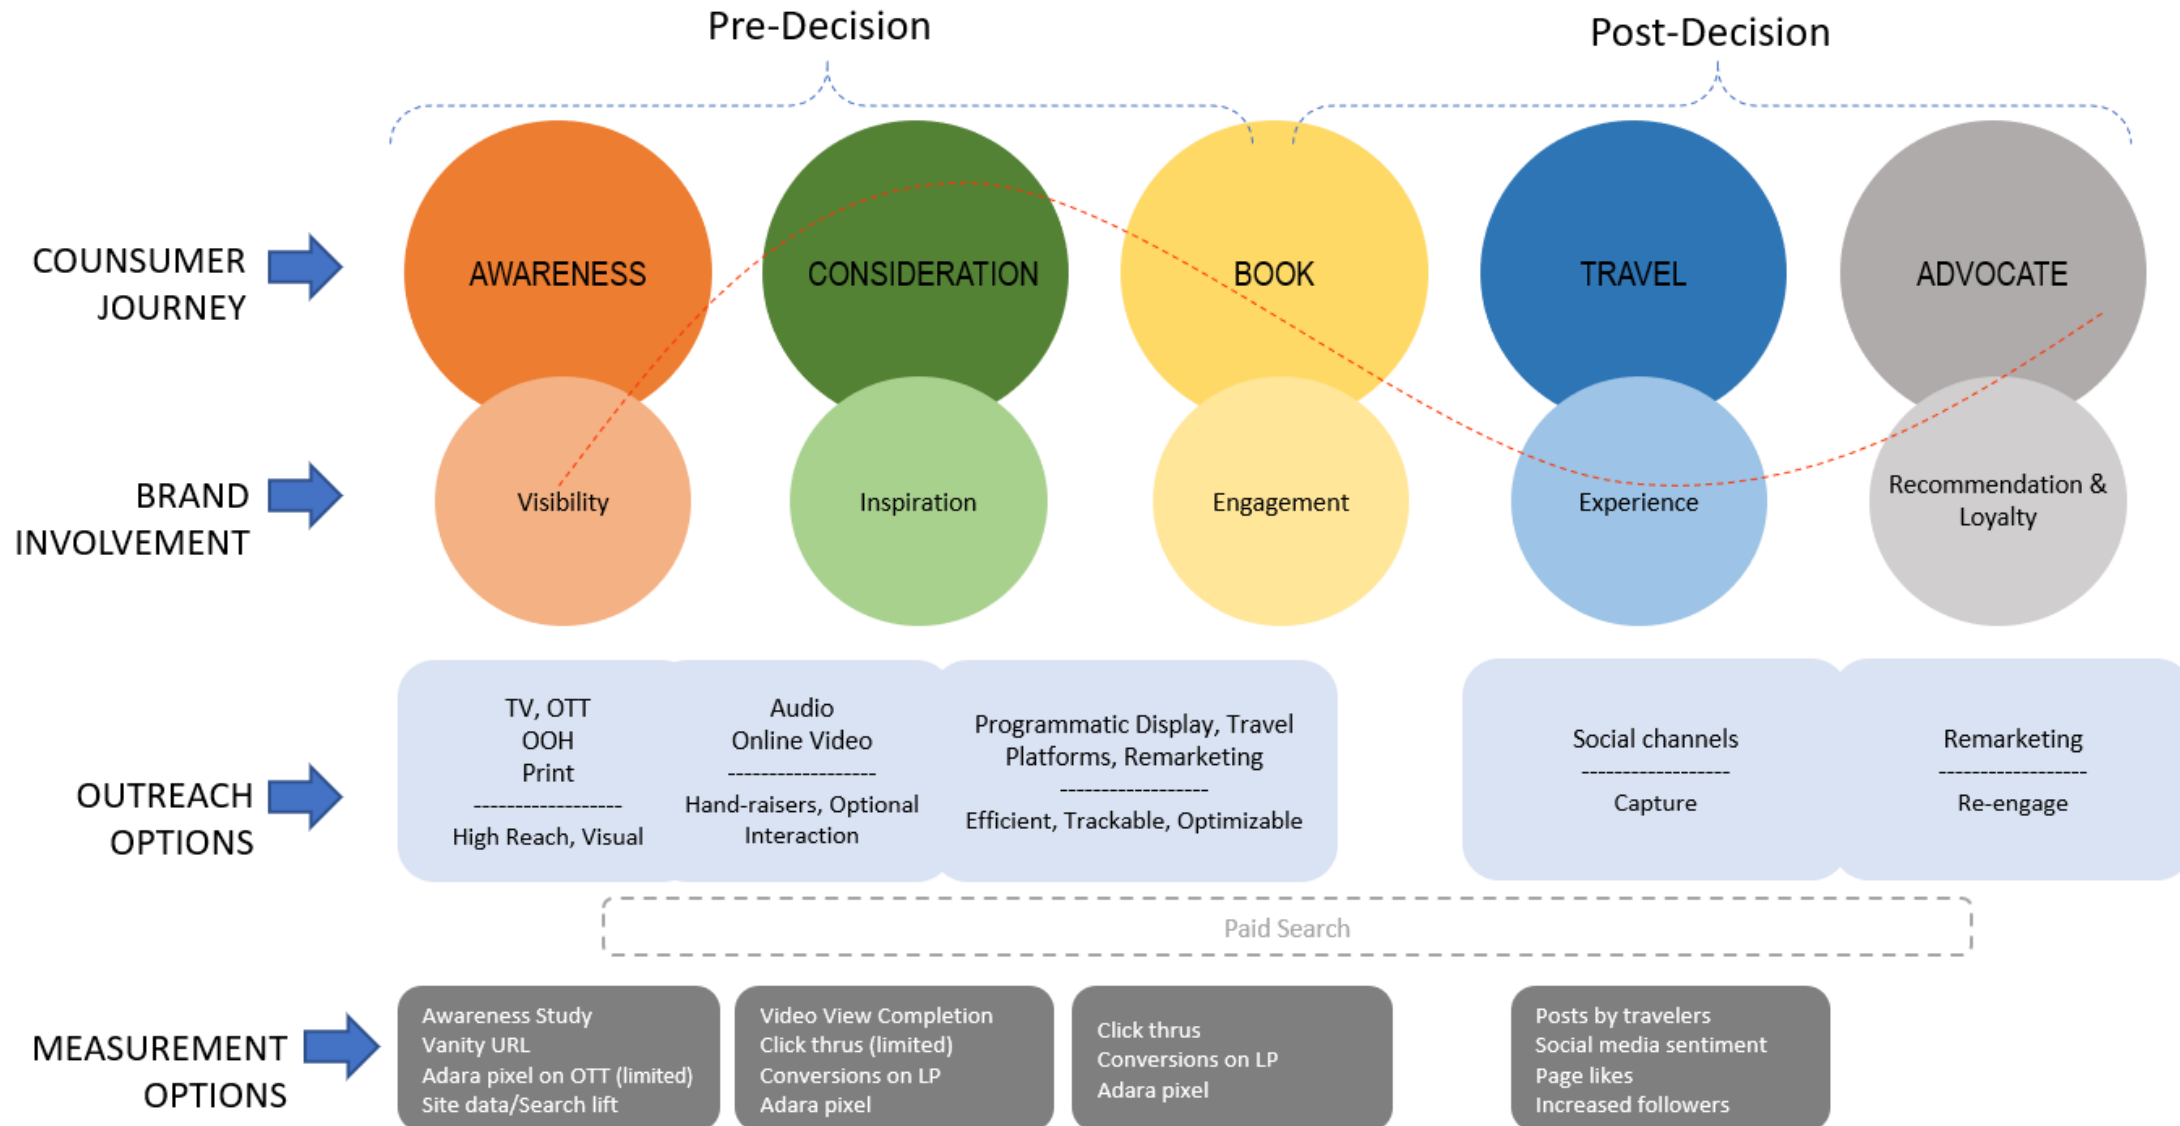 Pre-Decision
Post-Decision
COUNSUMER
JOURNEY
AWARENESS
CONSIDERATION
BOOK
TRAVEL
ADVOCATE
BRAND
INVOLVEMENT
Visibility
Inspiration
Engagement
Experience
Recommendation &
Loyalty
OUTREACH
OPTIONS
TV, OTT
OOH
Print
------------------
High Reach, Visual
Audio
Online Video
------------------
Hand-raisers, Optional
Interaction
Programmatic Display, Travel
Platforms, Remarketing
------------------
Efficient, Trackable, Optimizable
Social channels
------------------
Capture
Remarketing
------------------
Re-engage
Paid Search
MEASUREMENT
OPTIONS
Awareness Study
Vanity URL
Adara pixel on OTT (limited)
Site data/Search lift
Video View Completion
Click thrus (limited)
Conversions on LP
Adara pixel
Click thrus
Conversions on LP
Adara pixel
Posts by travelers
Social media sentiment
Page likes
Increased followers